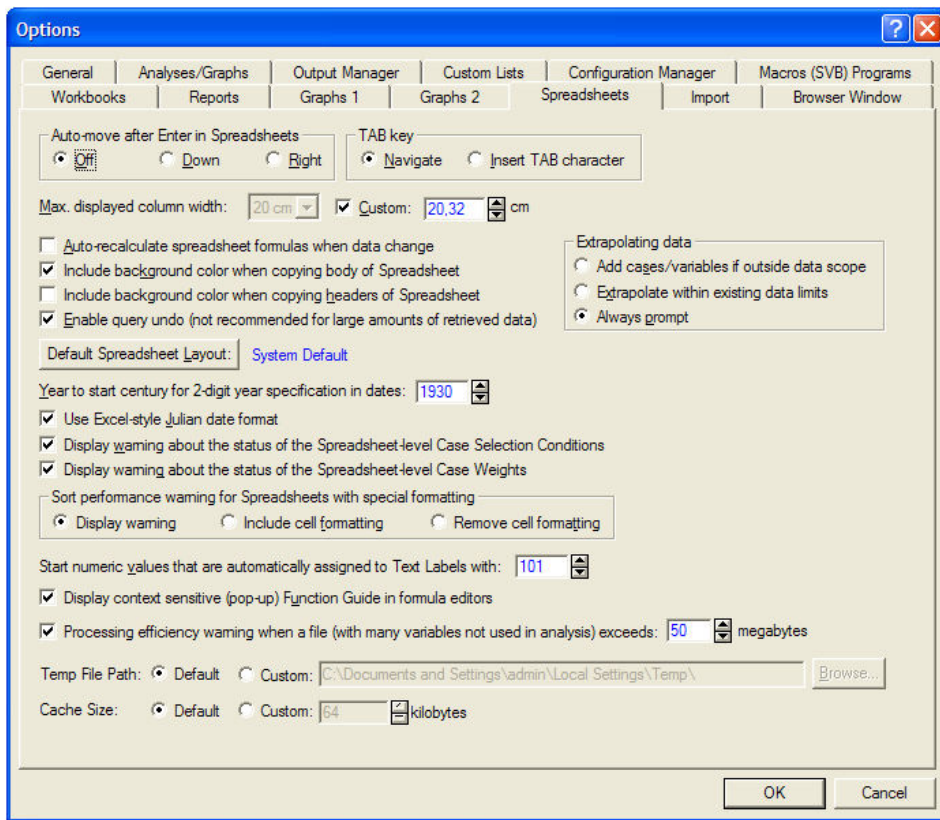 Options
General Analyses/Graphs Output Manager Custom Lists Configuration Manager Macros (SVB) Programs
Workbooks Reports Graphs 1 Graphs 2 Spreadsheets Import Browser Window
Auto-move after Enter in Spreadsheets TAB key
Off Down Right Navigate Insert TAB character
Max. displayed column width: 20 cm Custom: 20,32 cm
Auto-recalculate spreadsheet formulas when data change
Include background color when copying body of Spreadsheet
Include background color when copying headers of Spreadsheet
Enable query undo (not recommended for large amounts of retrieved data)
Extrapolating data
Add cases/variables if outside data scope
Extrapolate within existing data limits
Always prompt
Default Spreadsheet Layout: System Default
Year to start century for 2-digit year specification in dates: 1930
Use Excel-style Julian date format
Display warning about the status of the Spreadsheet-level Case Selection Conditions
Display warning about the status of the Spreadsheet-level Case Weights
Sort performance warning for Spreadsheets with special formatting
Display warning Include cell formatting Remove cell formatting
Start numeric values that are automatically assigned to Text Labels with: 101
Display context sensitive (pop-up) Function Guide in formula editors
Processing efficiency warning when a file (with many variables not used in analysis) exceeds: 50 megabytes
Temp File Path: Default Custom: C:\Documents and Settings\admin\Local Settings\Temp\ Browse...
Cache Size: Default Custom: 64 kilobytes
OK Cancel